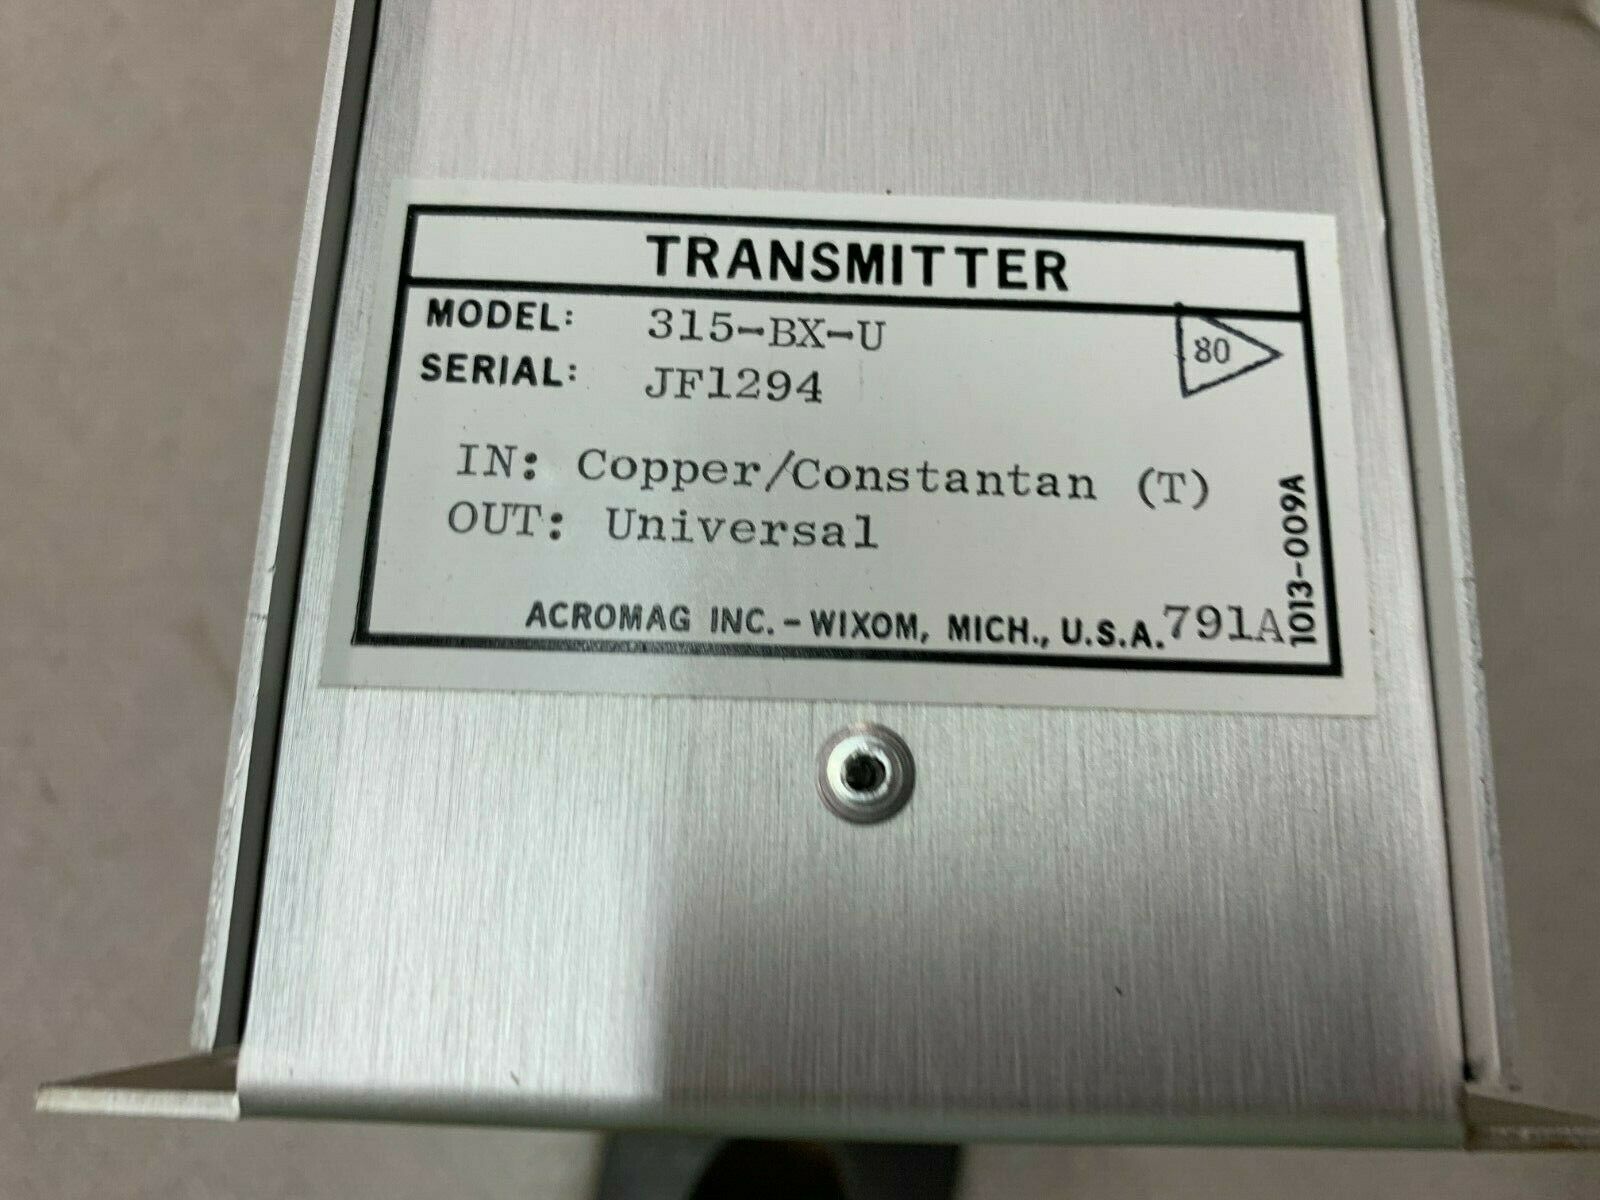 TRANSMITTER
MODEL: 315-BX-U
80
SERIAL: JF1294
IN: Copper/Constantan (T)
OUT: Universal
ACROMAG INC. - WIXOM, MICH., U.S.A. 791A
1013-009A